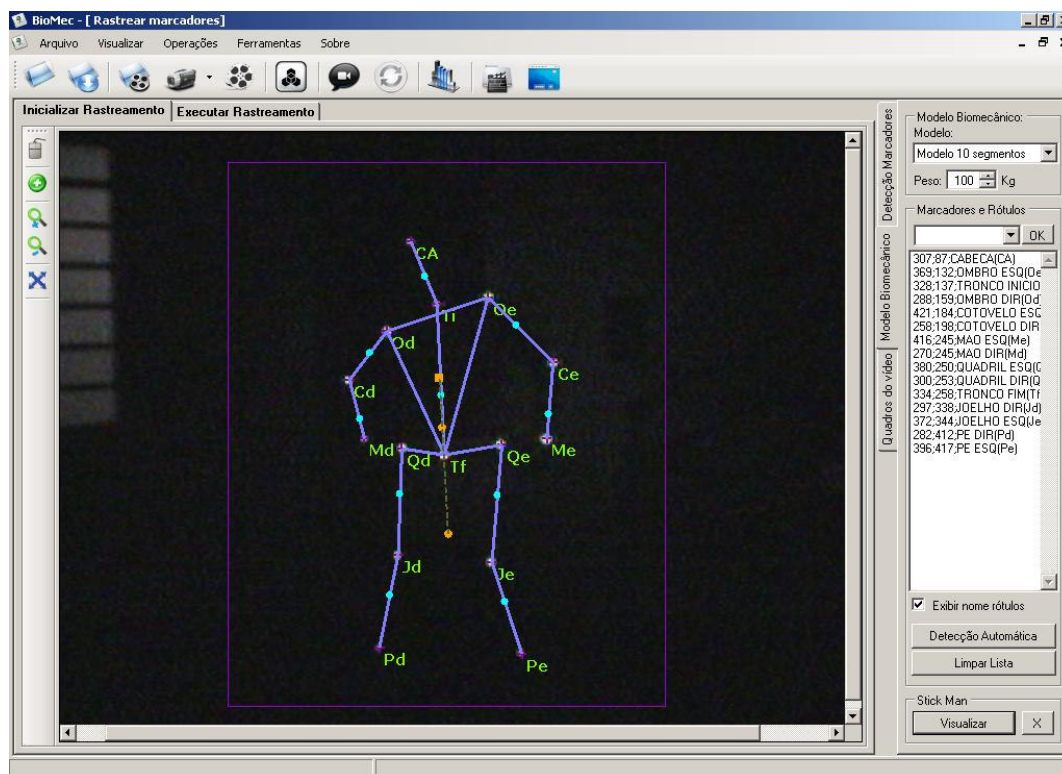 BioMec - [ Rastrear marcadores]
Arquivo Visualizar Operações Ferramentas Sobre
Inicializar Rastreamento Executar Rastreamento
Detecção Marcadores
Modelo Biomecânico
Quadros do vídeo
CA
Ti
Oe
Od
Cd
Ce
Md
Qd
Tf
Qe
Me
Jd
Je
Pd
Pe
Modelo Biomecânico:
Modelo:
Modelo 10 segmentos
Peso: 100 Kg
Marcadores e Rótulos
OK
307;87;CABECA(CA)
369;132;OMBRO ESQ(Oe
328;137;TRONCO INICIO
288;159;OMBRO DIR(Od
421;184;COTOVELO ESQ
258;198;COTOVELO DIR
416;245;MAO ESQ(Me)
270;245;MAO DIR(Md)
380;250;QUADRIL ESQ(Q
300;253;QUADRIL DIR(Q
334;258;TRONCO FIM(Tf
297;338;JOELHO DIR(Jd)
372;344;JOELHO ESQ(Je
282;412;PE DIR(Pd)
396;417;PE ESQ(Pe)
Exibir nome rótulos
Detecção Automática
Limpar Lista
Stick Man
Visualizar X